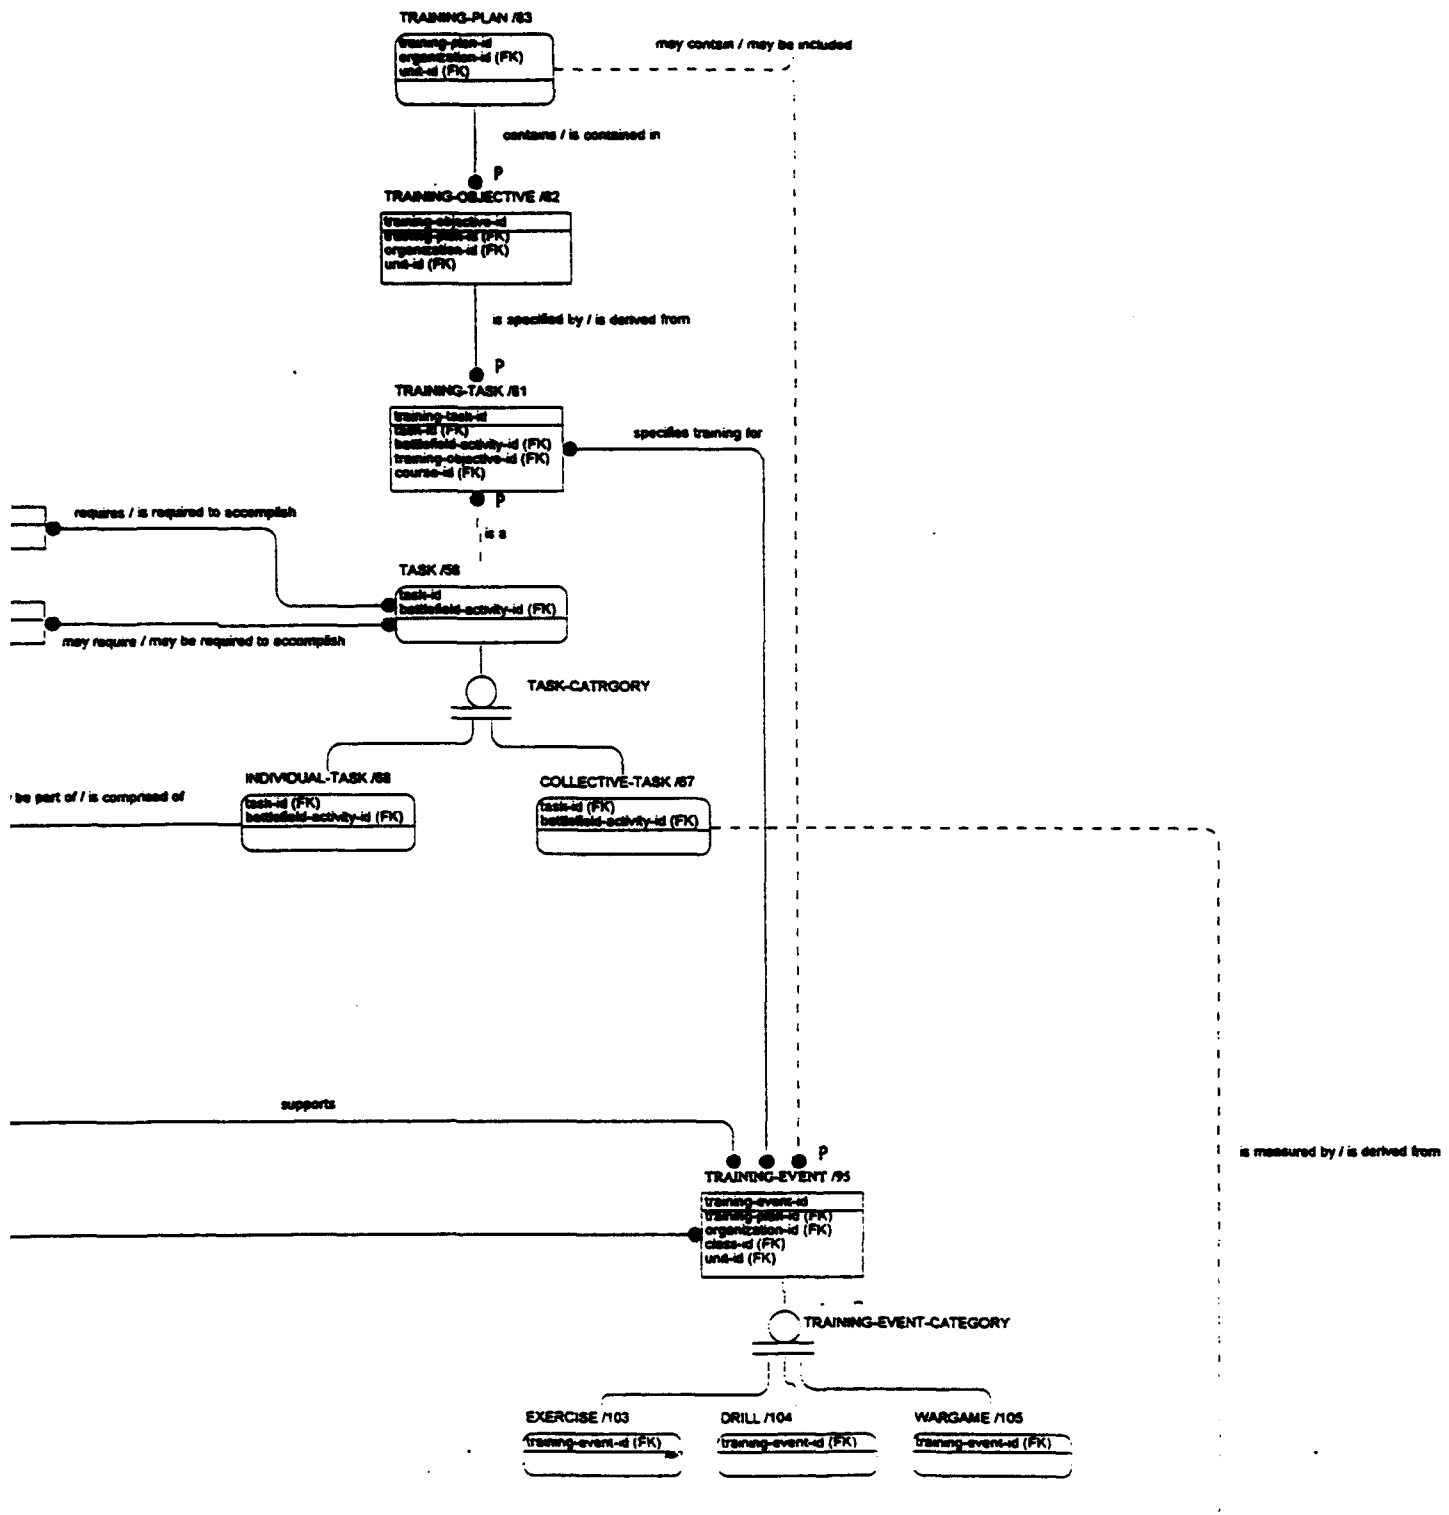 TRAINING-PLAN /83
training-plan-id
organization-id (FK)
unit-id (FK)
may contain / may be included
contains / is contained in
P
TRAINING-OBJECTIVE /82
training-objective-id
training-plan-id (FK)
organization-id (FK)
unit-id (FK)
is specified by / is derived from
P
TRAINING-TASK /81
training-task-id
task-id (FK)
battlefield-activity-id (FK)
training-objective-id (FK)
course-id (FK)
specifies training for
P
requires / is required to accomplish
is a
TASK /58
task-id
battlefield-activity-id (FK)
may require / may be required to accomplish
TASK-CATRGORY
INDIVIDUAL-TASK /68
task-id (FK)
battlefield-activity-id (FK)
be part of / is comprised of
COLLECTIVE-TASK /67
task-id (FK)
battlefield-activity-id (FK)
supports
is measured by / is derived from
P
TRAINING-EVENT /95
training-event-id
training-plan-id (FK)
organization-id (FK)
class-id (FK)
unit-id (FK)
TRAINING-EVENT-CATEGORY
EXERCISE /103
training-event-id (FK)
DRILL /104
training-event-id (FK)
WARGAME /105
training-event-id (FK)